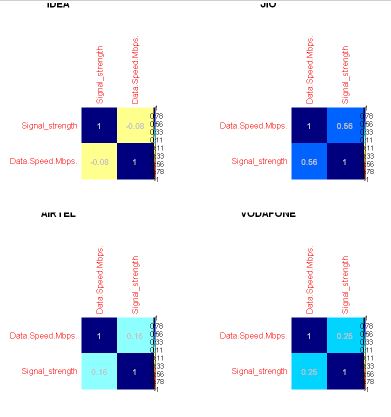 IDEA
JIO
Signal_strength
Data.Speed.Mbps.
Signal_strength 1 -0.08
Data.Speed.Mbps. -0.08 1
Data.Speed.Mbps.
Signal_strength
Data.Speed.Mbps. 1 0.56
Signal_strength 0.56 1
AIRTEL
VODAFONE
Data.Speed.Mbps.
Signal_strength
Data.Speed.Mbps. 1 0.16
Signal_strength 0.16 1
Data.Speed.Mbps.
Signal_strength
Data.Speed.Mbps. 1 0.25
Signal_strength 0.25 1